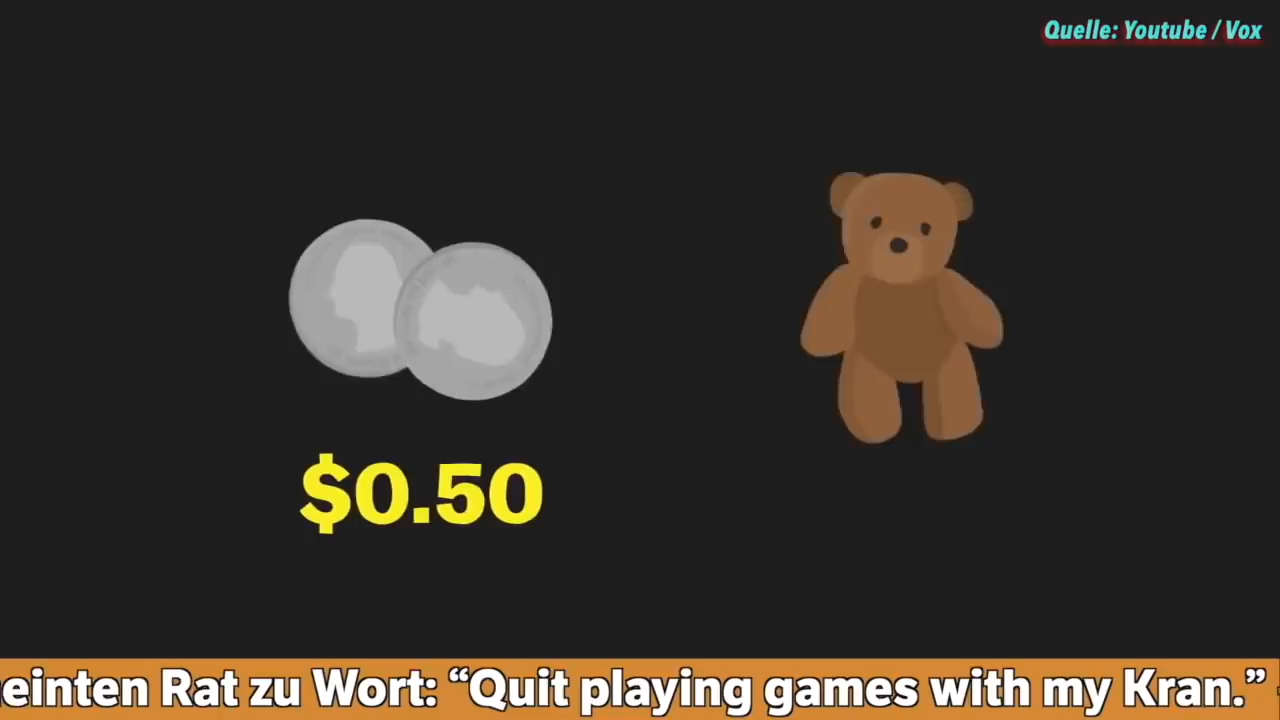 Quelle: Youtube / Vox
$0.50
einten Rat zu Wort: “Quit playing games with my Kran.”